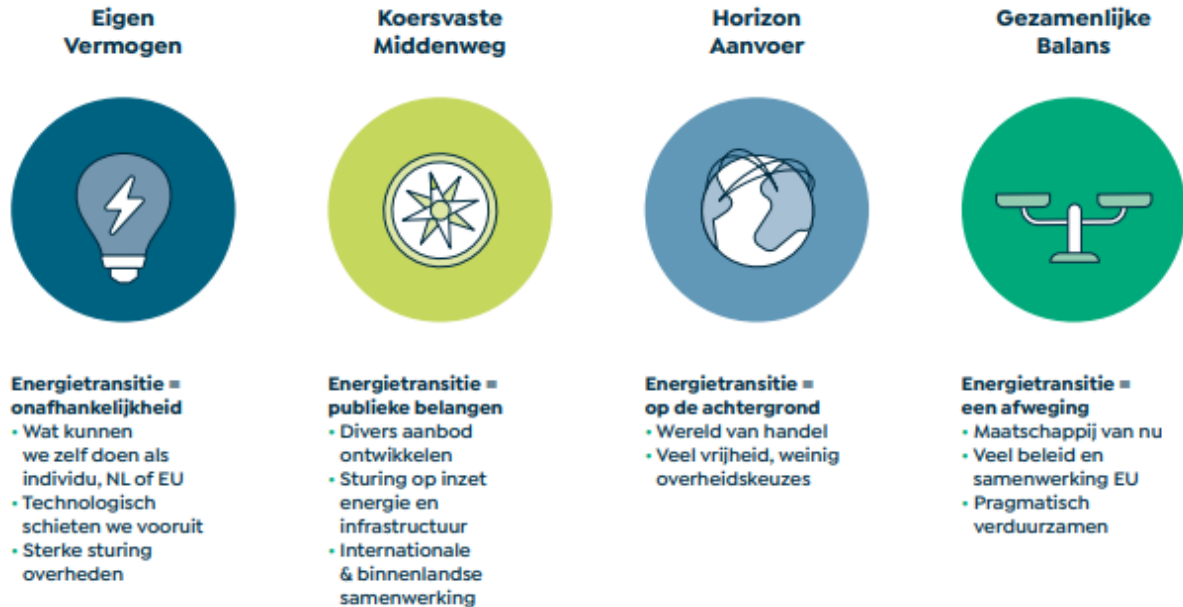 Eigen
Vermogen
Koersvaste
Middenweg
Horizon
Aanvoer
Gezamenlijke
Balans
Energietransitie =
onafhankelijkheid
• Wat kunnen
we zelf doen als
individu, NL of EU
• Technologisch
schieten we vooruit
• Sterke sturing
overheden
Energietransitie =
publieke belangen
• Divers aanbod
ontwikkelen
• Sturing op inzet
energie en
infrastructuur
• Internationale
& binnenlandse
samenwerking
Energietransitie =
op de achtergrond
• Wereld van handel
• Veel vrijheid, weinig
overheidskeuzes
Energietransitie =
een afweging
• Maatschappij van nu
• Veel beleid en
samenwerking EU
• Pragmatisch
verduurzamen